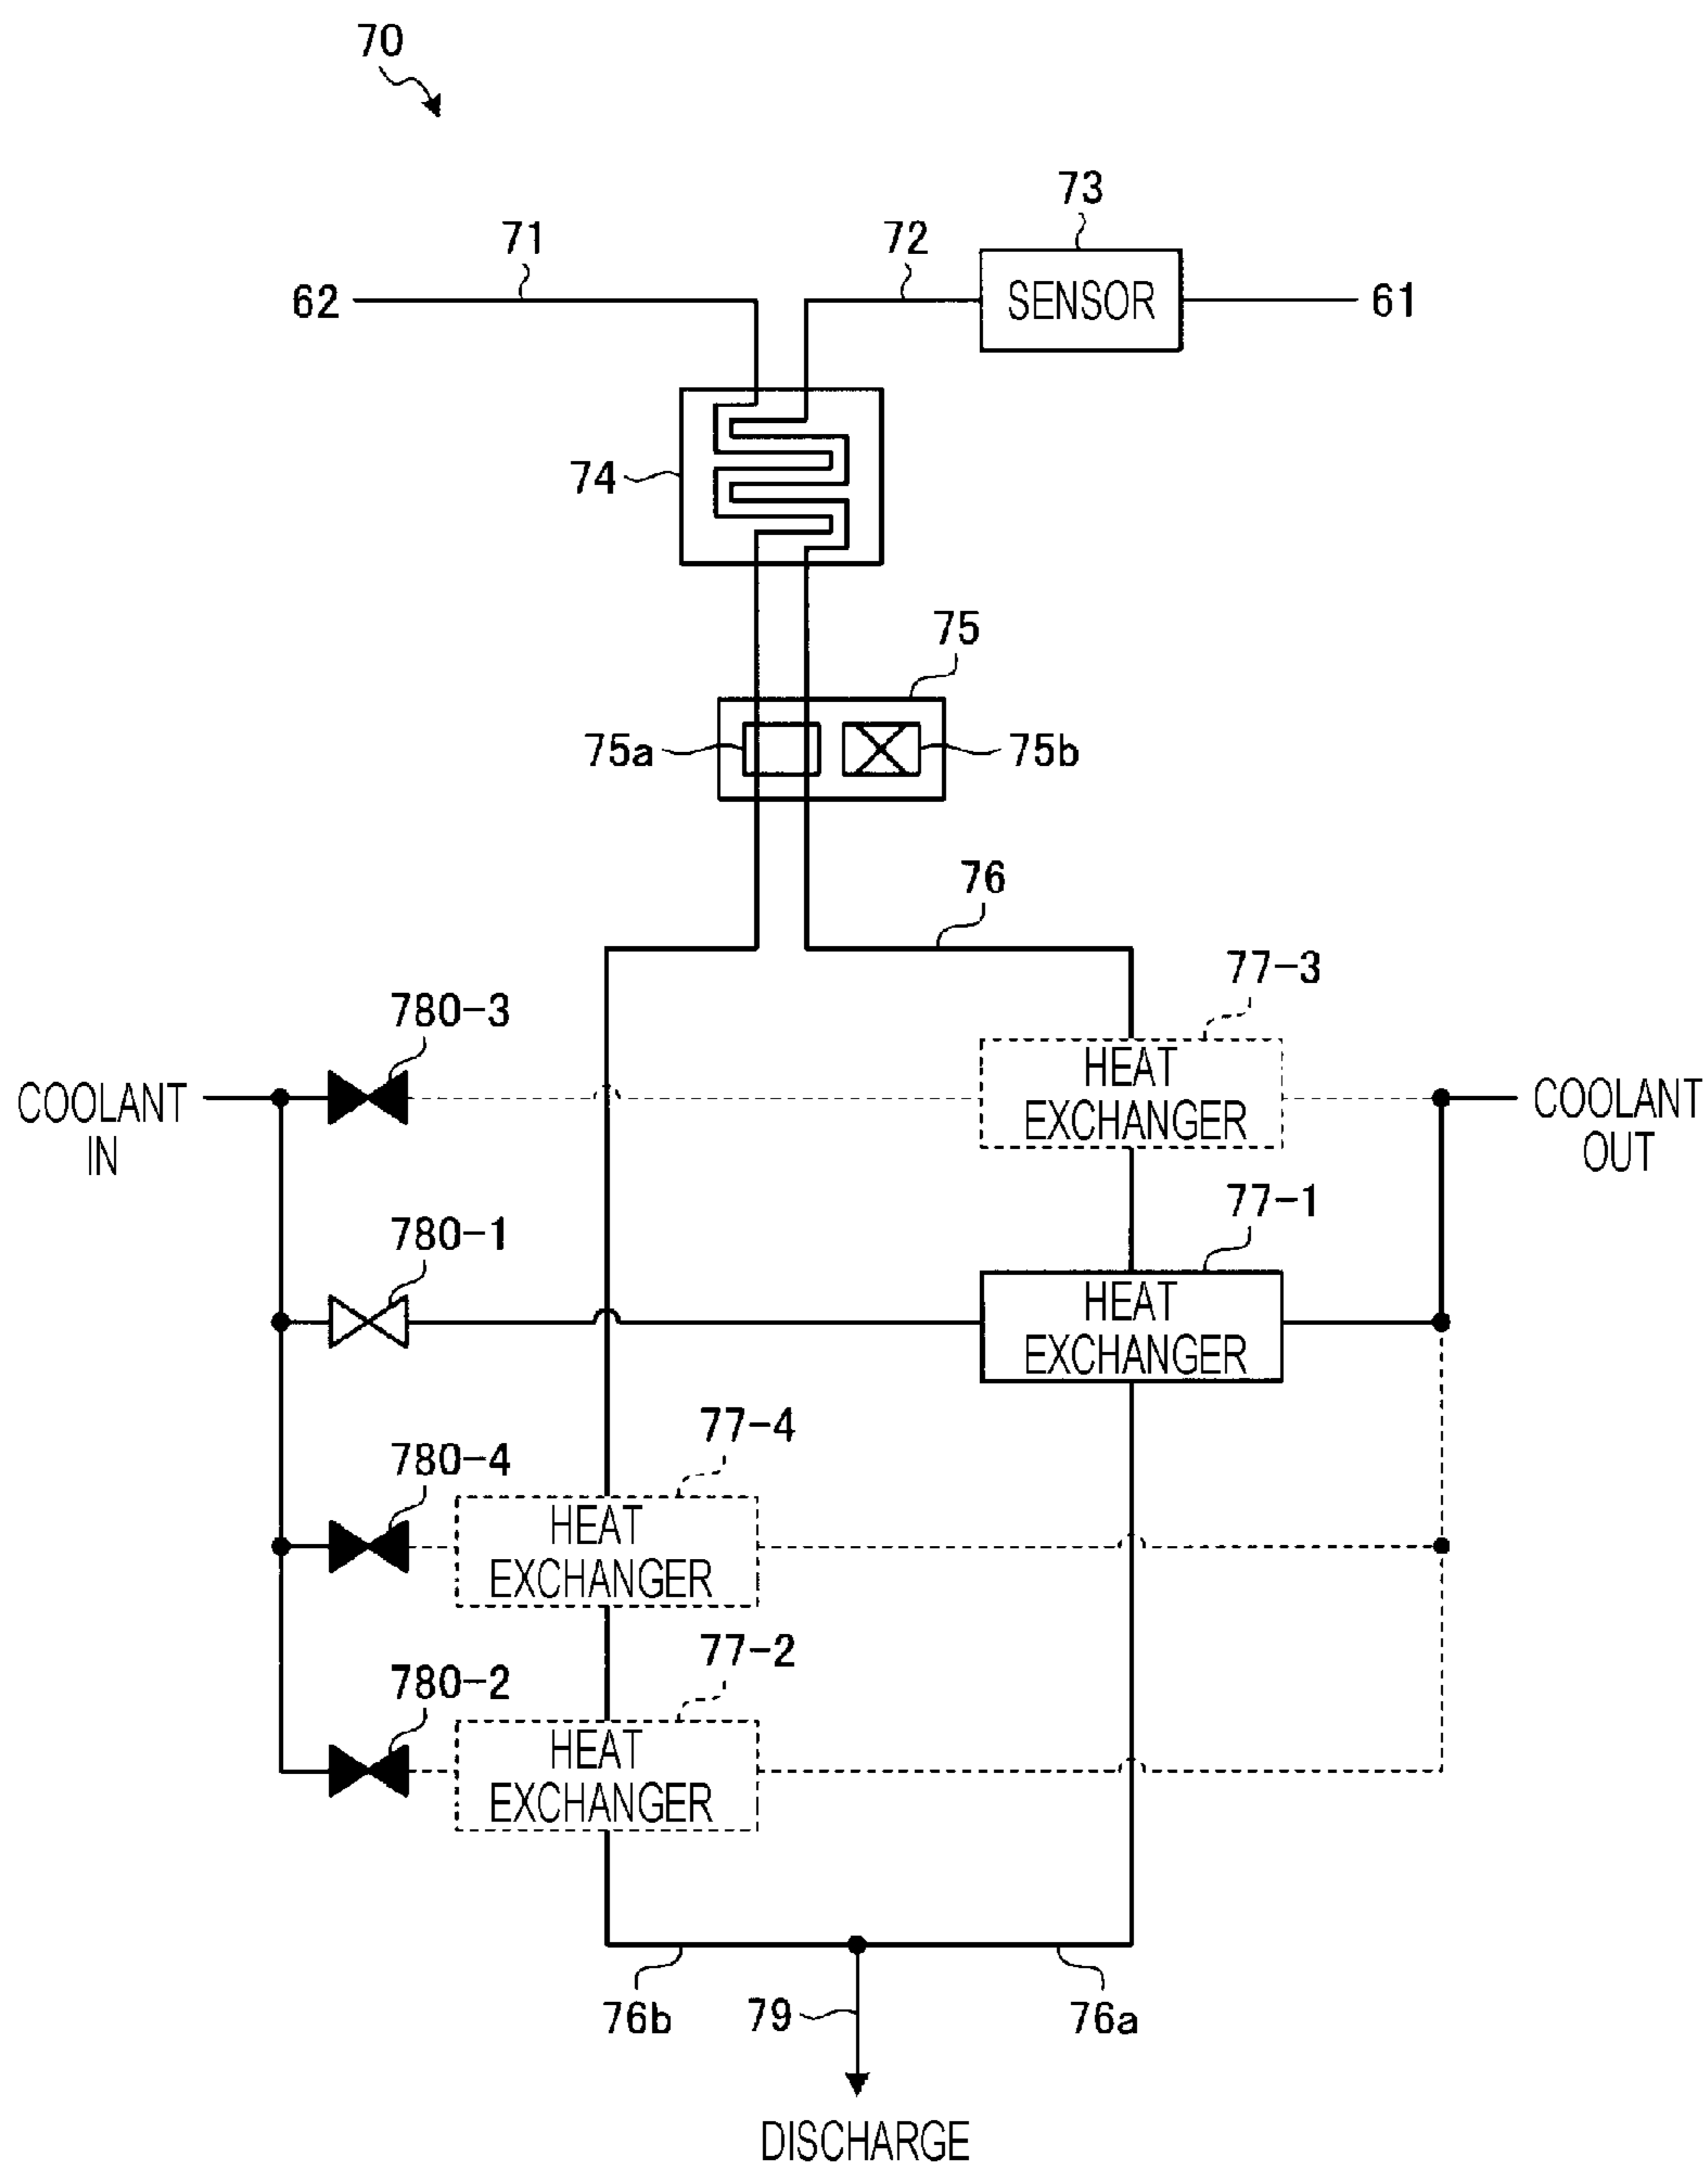 70
73
71
72
62
SENSOR
61
74
75
75a
75b
76
77-3
780-3
HEAT
EXCHANGER
COOLANT
IN
COOLANT
OUT
77-1
780-1
HEAT
EXCHANGER
77-4
780-4
HEAT
EXCHANGER
77-2
780-2
HEAT
EXCHANGER
76b
79
76a
DISCHARGE